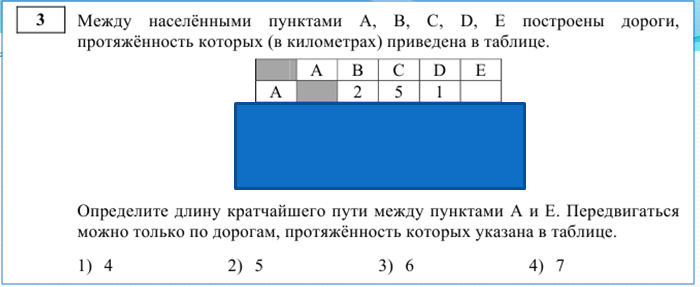 3 Между населёнными пунктами А, В, С, D, Е построены дороги,
протяжённость которых (в километрах) приведена в таблице.
А В С D Е
А 2 5 1
Определите длину кратчайшего пути между пунктами А и Е. Передвигаться
можно только по дорогам, протяжённость которых указана в таблице.
1) 4 2) 5 3) 6 4) 7